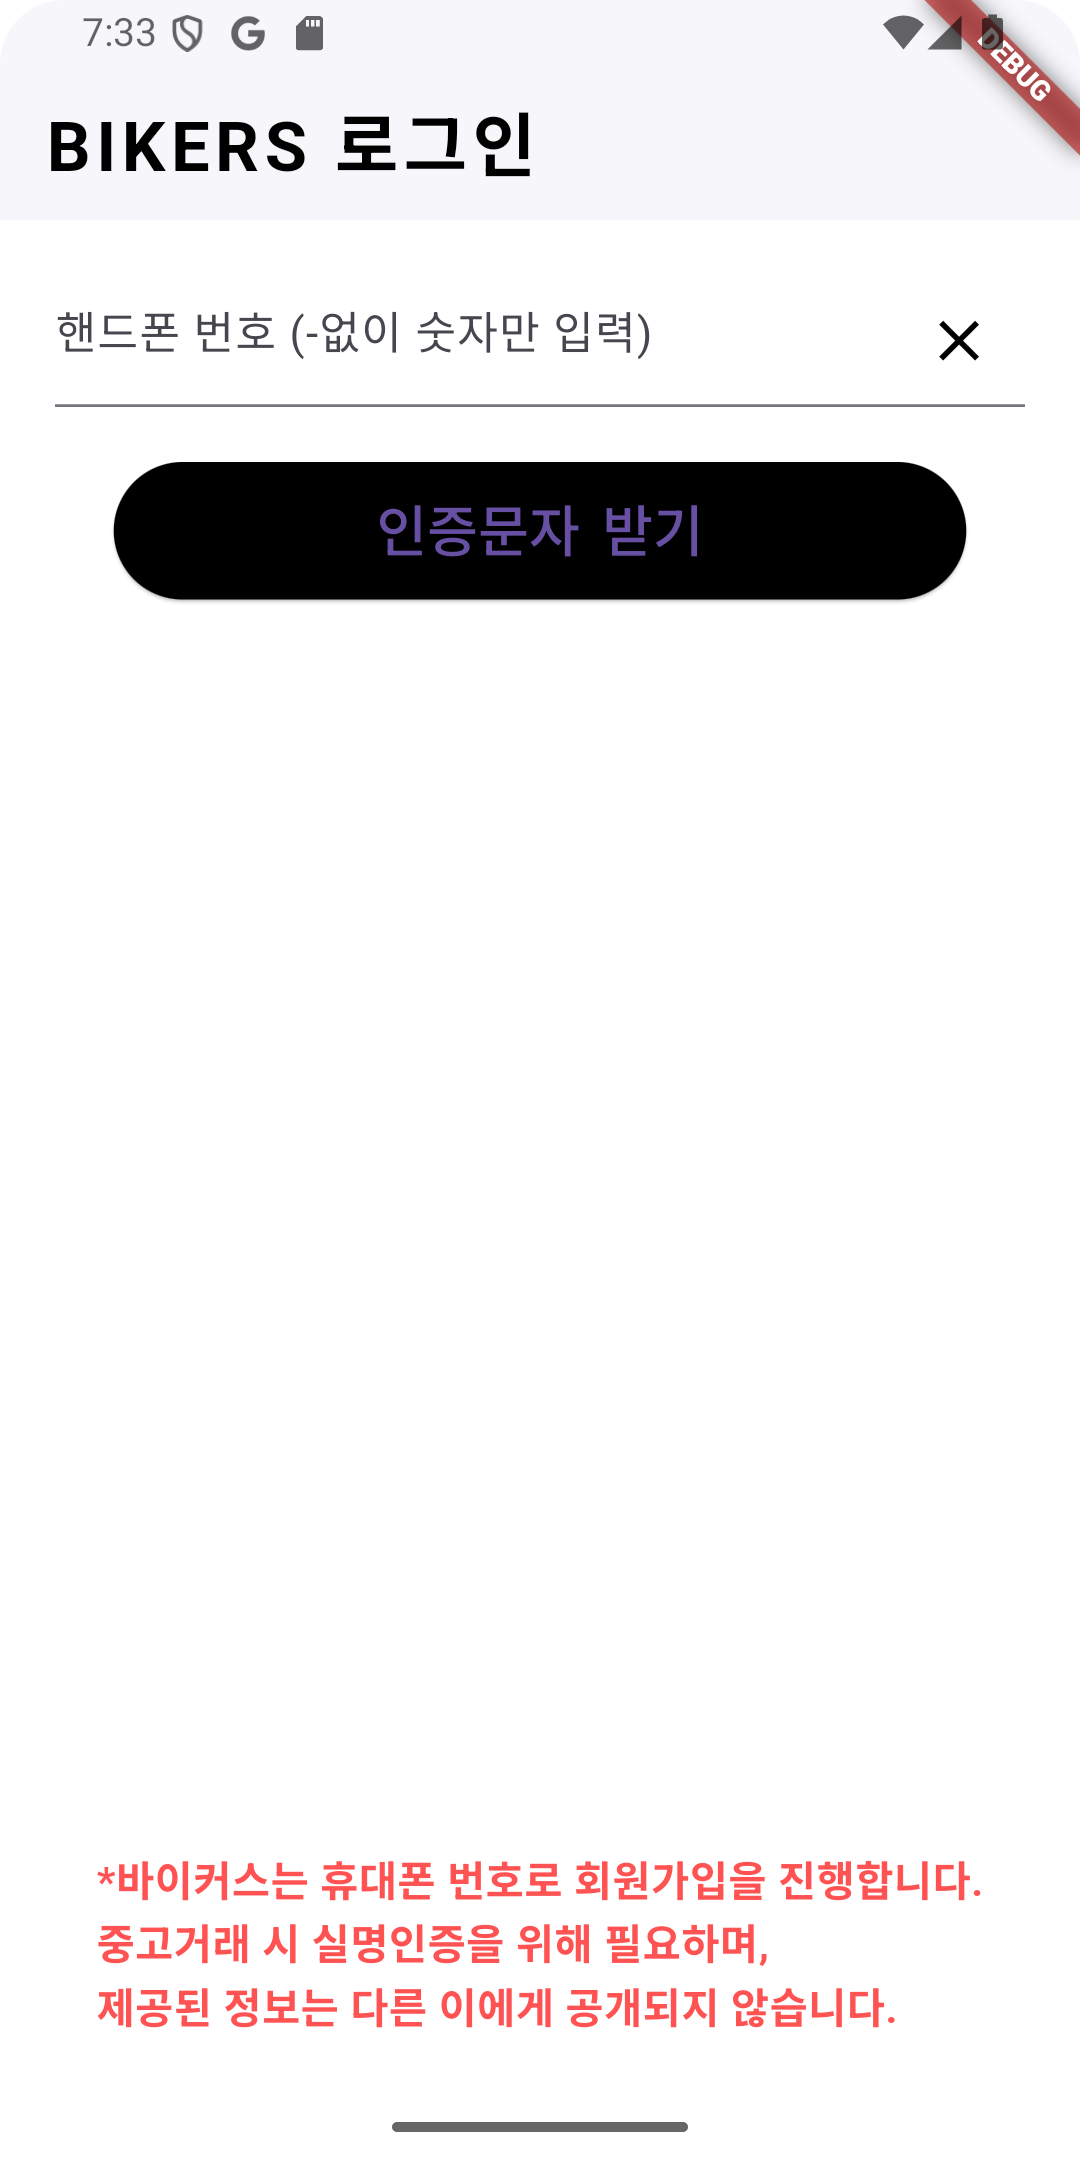 7:33
DEBUG
BIKERS 로그인
핸드폰 번호 (-없이 숫자만 입력)
인증문자 받기
*바이커스는 휴대폰 번호로 회원가입을 진행합니다.
중고거래 시 실명인증을 위해 필요하며,
제공된 정보는 다른 이에게 공개되지 않습니다.